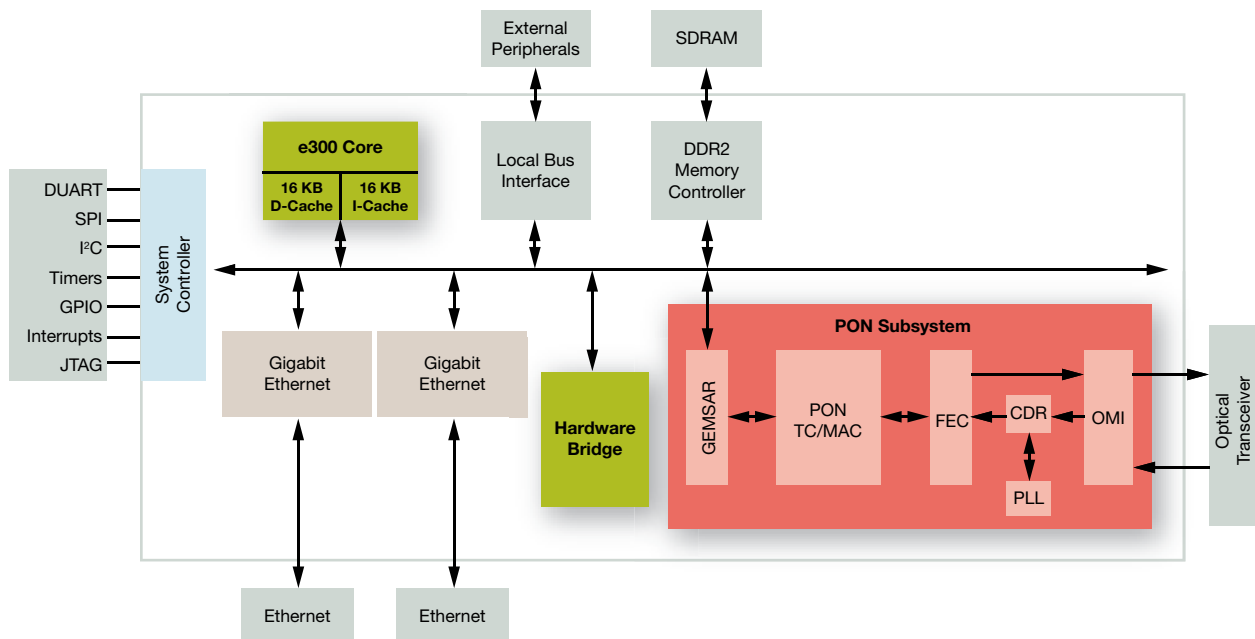 External
Peripherals
SDRAM
e300 Core
16 KB
D-Cache
16 KB
I-Cache
Local Bus
Interface
DDR2
Memory
Controller
DUART
SPI
I²C
Timers
GPIO
Interrupts
JTAG
System
Controller
Gigabit
Ethernet
Gigabit
Ethernet
Hardware
Bridge
PON Subsystem
GEMSAR
PON
TC/MAC
FEC
CDR
PLL
OMI
Optical
Transceiver
Ethernet
Ethernet